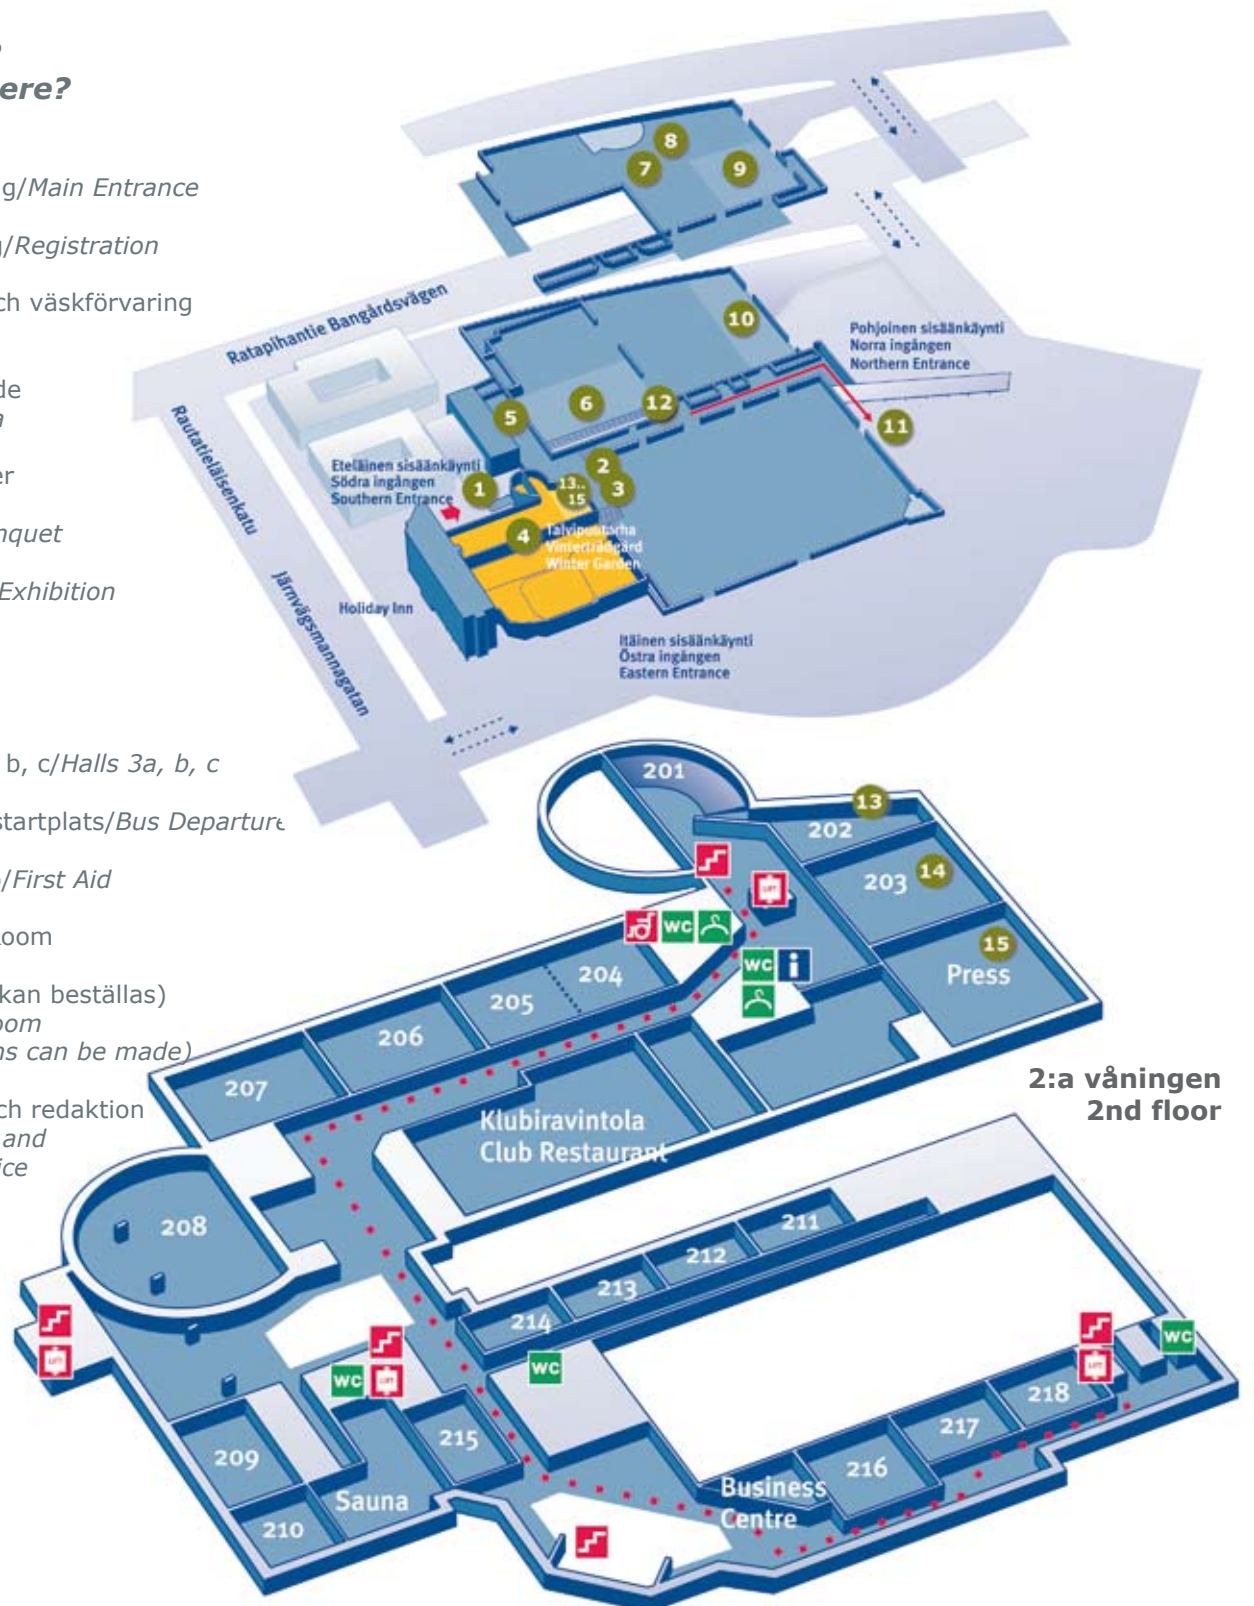 ere?
g/Main Entrance
g/Registration
ch väskförvaring
de
er
nquet
Exhibition
b, c/Halls 3a, b, c
startplats/Bus Departure
/First Aid
oom
kan beställas)
oom
ns can be made)
ch redaktion
and
ice
8
7
9
Ratapihantie Bangårdsvägen
10
Pohjoinen sisäänkäynti
Norra ingången
Northern Entrance
5
6
12
11
Rautatieläisenkatu
Järnvägsmannagatan
Eteläinen sisäänkäynti
Södra ingången
Southern Entrance
1
2
3
13..
15
4
Talvipuutarha
Vinterträdgård
Winter Garden
Holiday Inn
Itäinen sisäänkäynti
Östra ingången
Eastern Entrance
201
13
202
LIFT
203
14
WC
15
Press
WC
204
205
206
207
2:a våningen
2nd floor
Klubiravintola
Club Restaurant
208
211
212
213
214
LIFT
WC
LIFT
WC
LIFT
WC
218
217
215
209
216
Sauna
Business
Centre
210